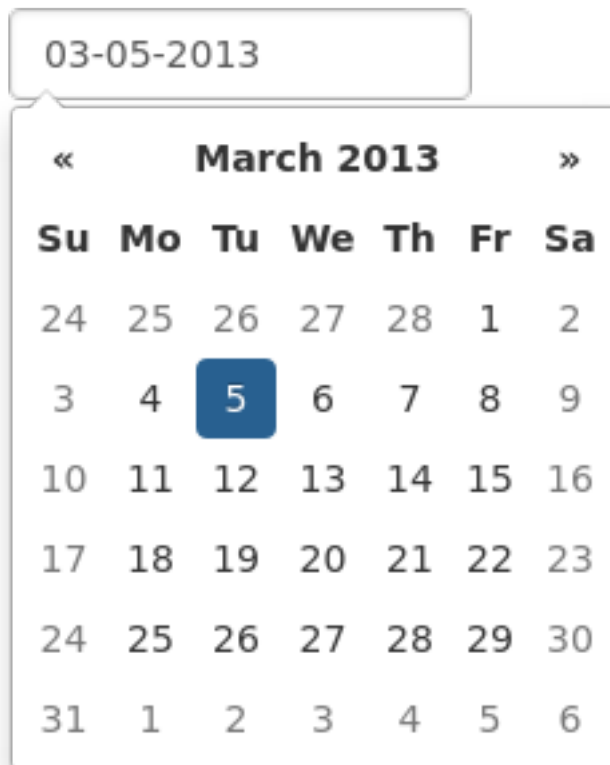 03-05-2013
« March 2013 »
Su Mo Tu We Th Fr Sa
24 25 26 27 28 1 2
3 4 5 6 7 8 9
10 11 12 13 14 15 16
17 18 19 20 21 22 23
24 25 26 27 28 29 30
31 1 2 3 4 5 6